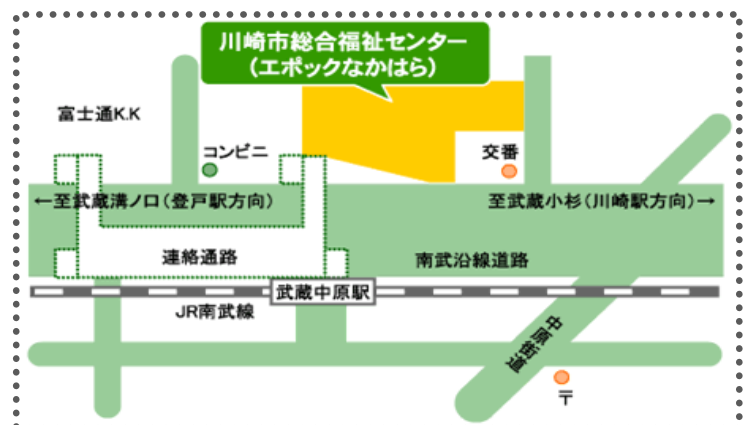 川崎市総合福祉センター
（エポックなかはら）
富士通K.K
コンビニ
交番
←至武蔵溝ノ口（登戸駅方向）
至武蔵小杉（川崎駅方向）→
連絡通路
南武沿線道路
武蔵中原駅
JR南武線
中原街道
〒